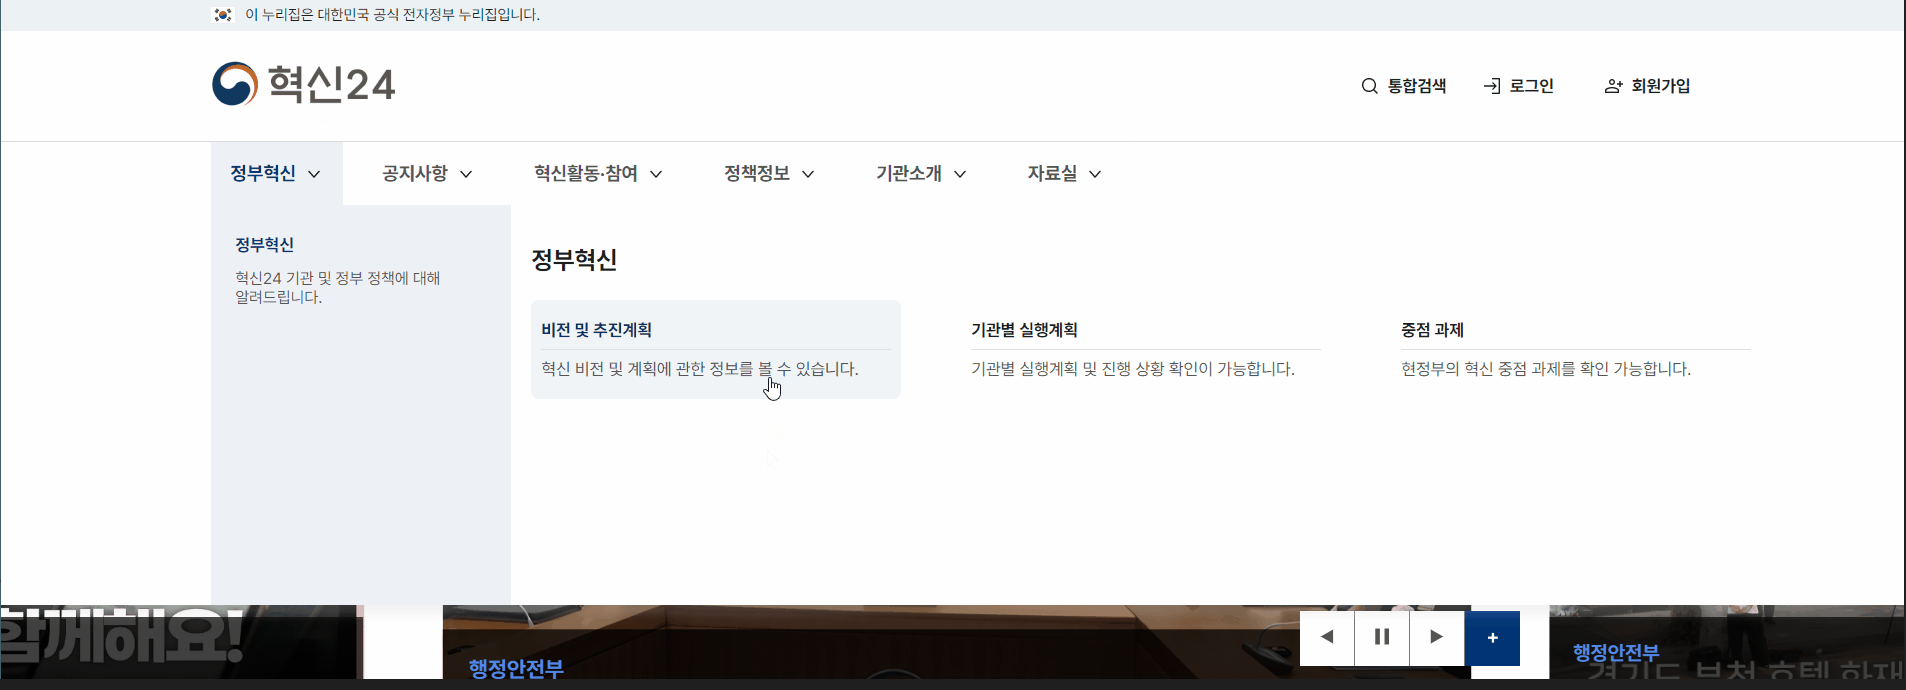 이 누리집은 대한민국 공식 전자정부 누리집입니다.
혁신24
통합검색
로그인
회원가입
정부혁신
공지사항
혁신활동·참여
정책정보
기관소개
자료실
정부혁신
혁신24 기관 및 정부 정책에 대해
알려드립니다.
정부혁신
비전 및 추진계획
혁신 비전 및 계획에 관한 정보를 볼 수 있습니다.
기관별 실행계획
기관별 실행계획 및 진행 상황 확인이 가능합니다.
중점 과제
현정부의 혁신 중점 과제를 확인 가능합니다.
함께해요!
행정안전부
행정안전부
경기도 부천 호텔 화재